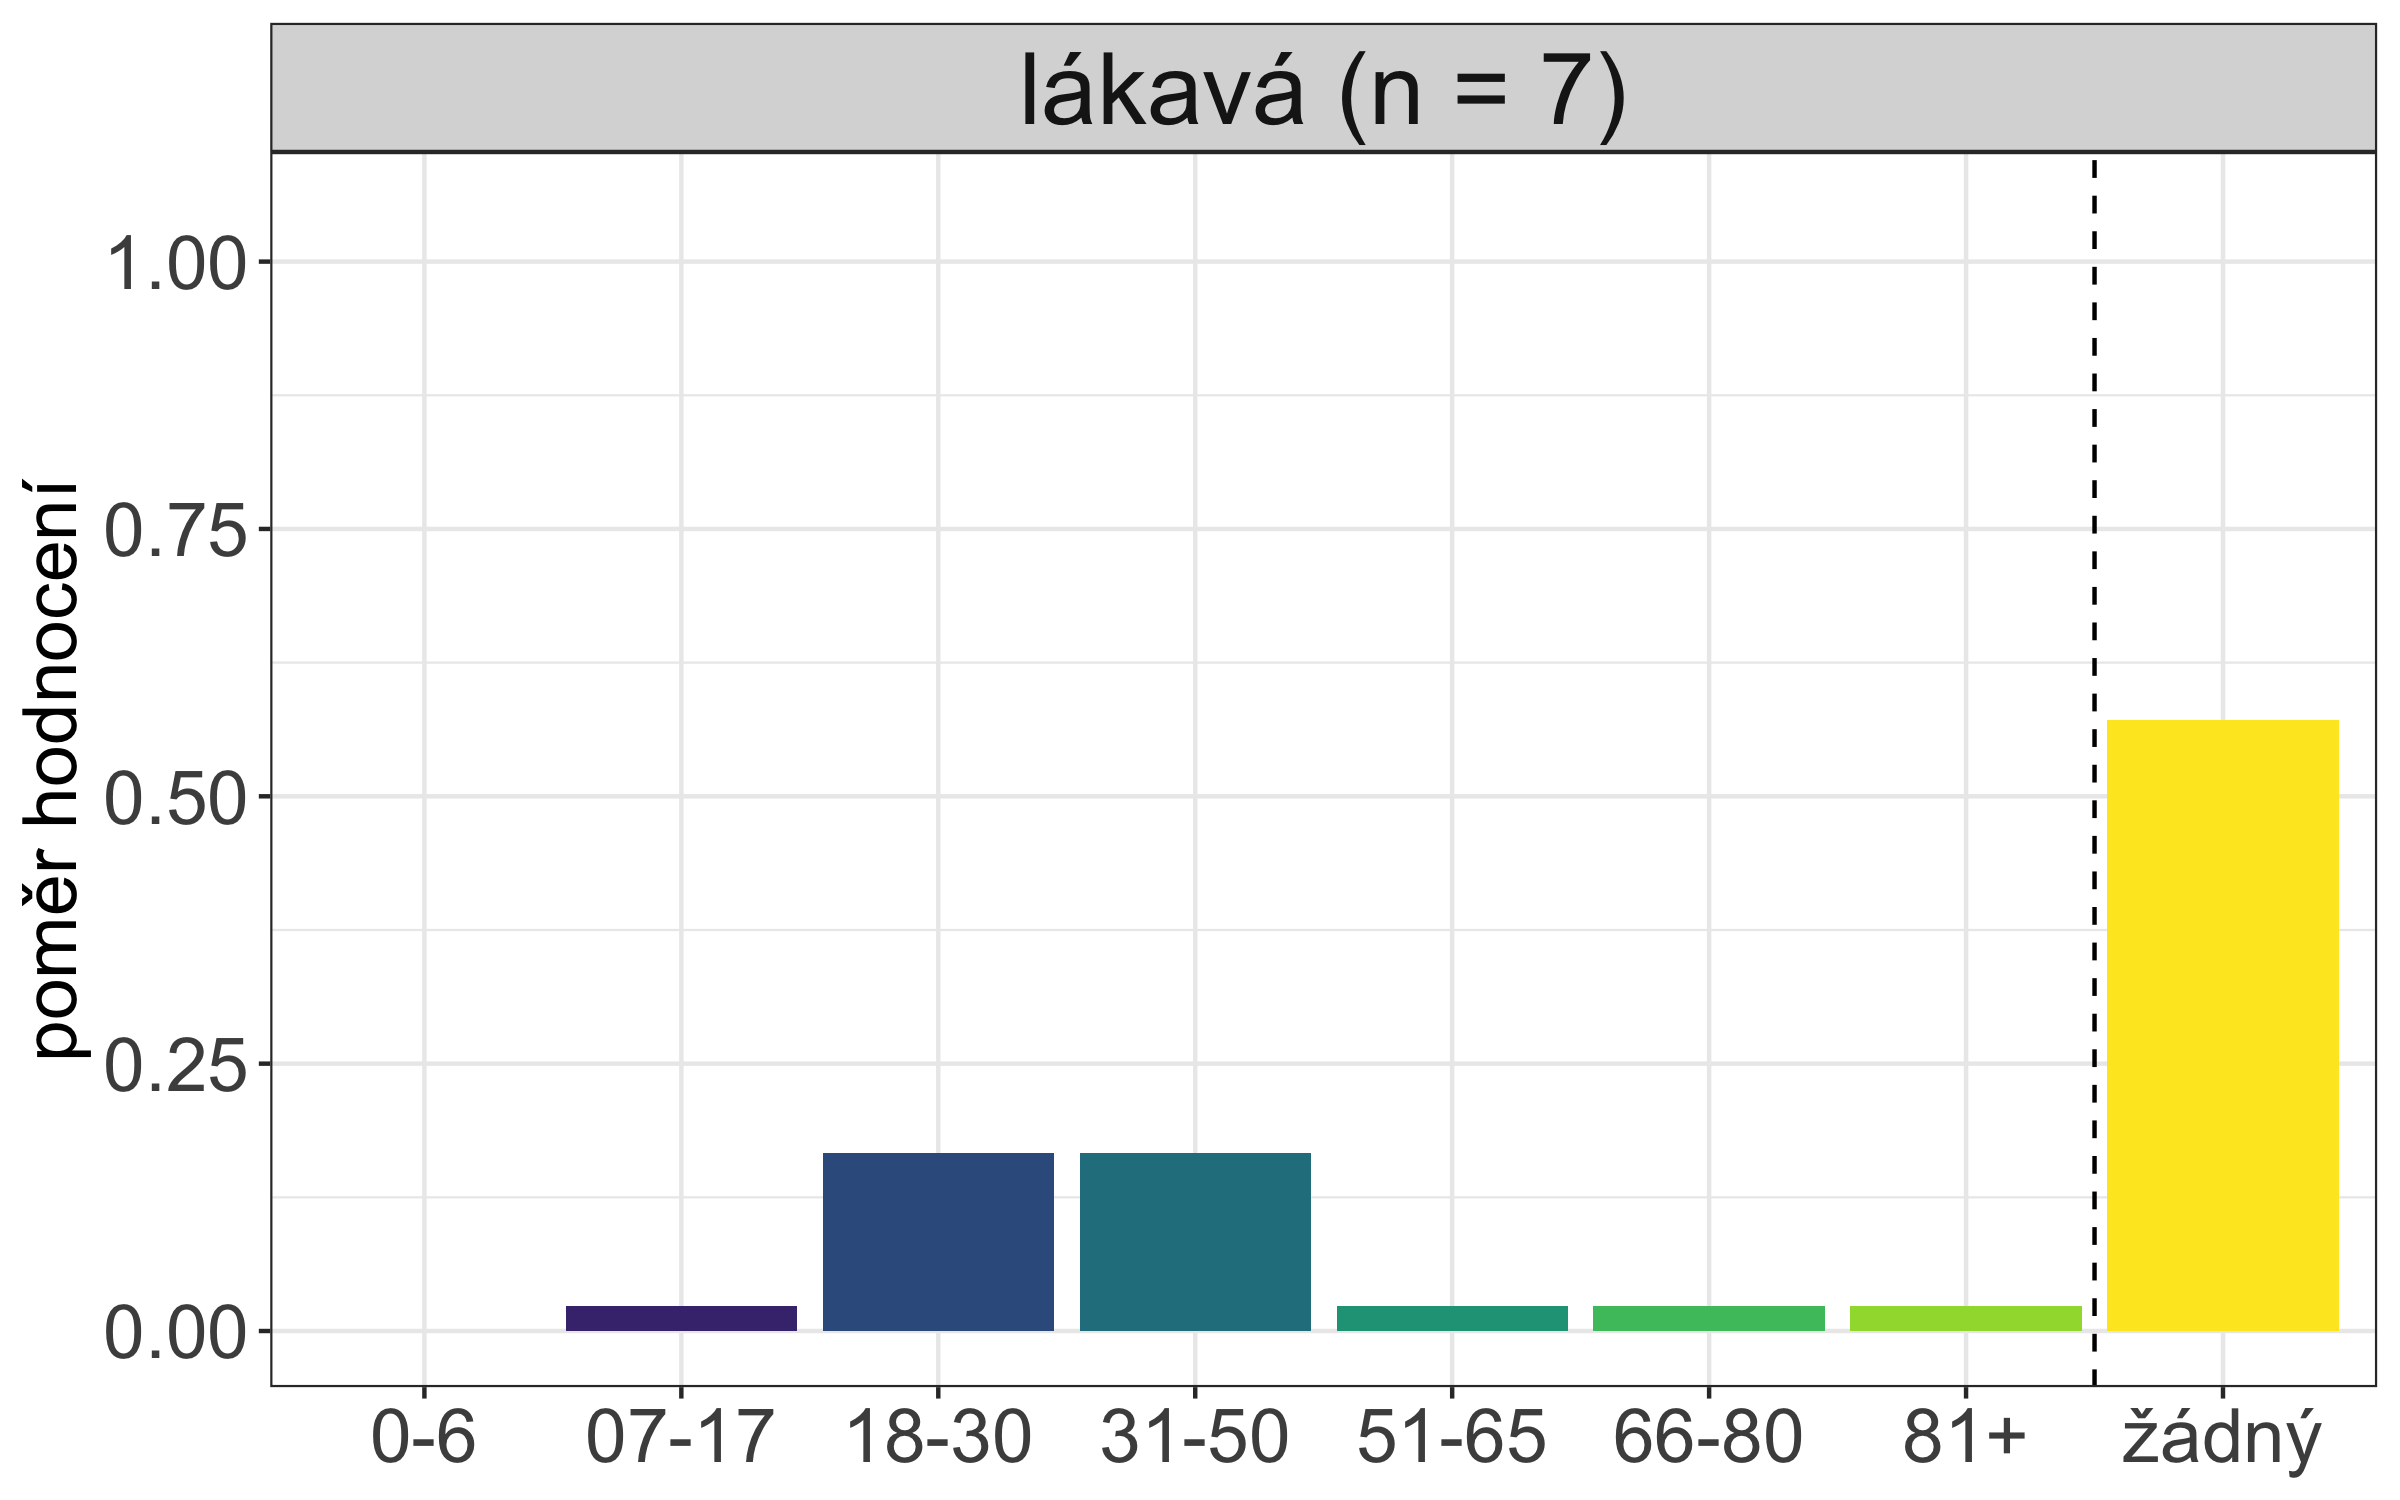 lákavá (n = 7)
poměr hodnocení
1.00
0.75
0.50
0.25
0.00
0-6 07-17 18-30 31-50 51-65 66-80 81+ žádný